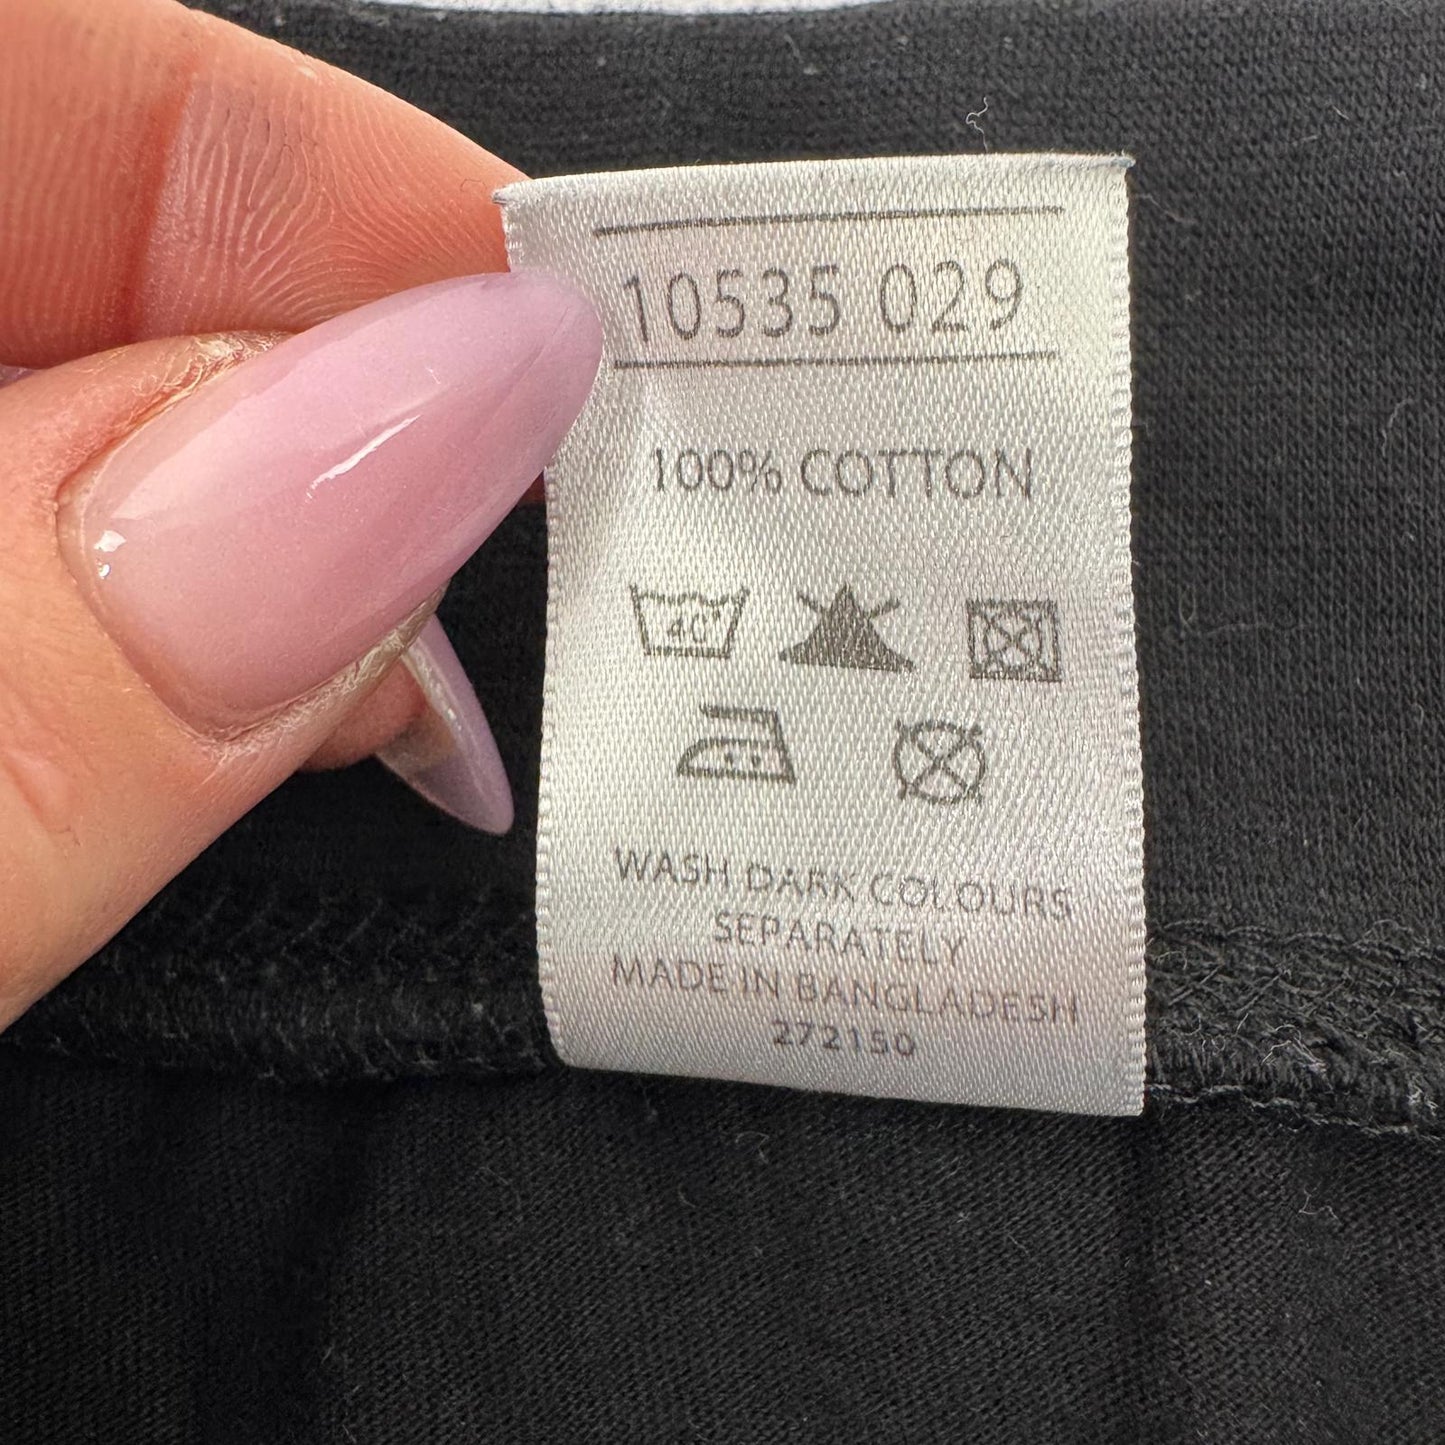 10535 029
100% COTTON
40°
WASH DARK COLOURS
SEPARATELY
MADE IN BANGLADESH
272150